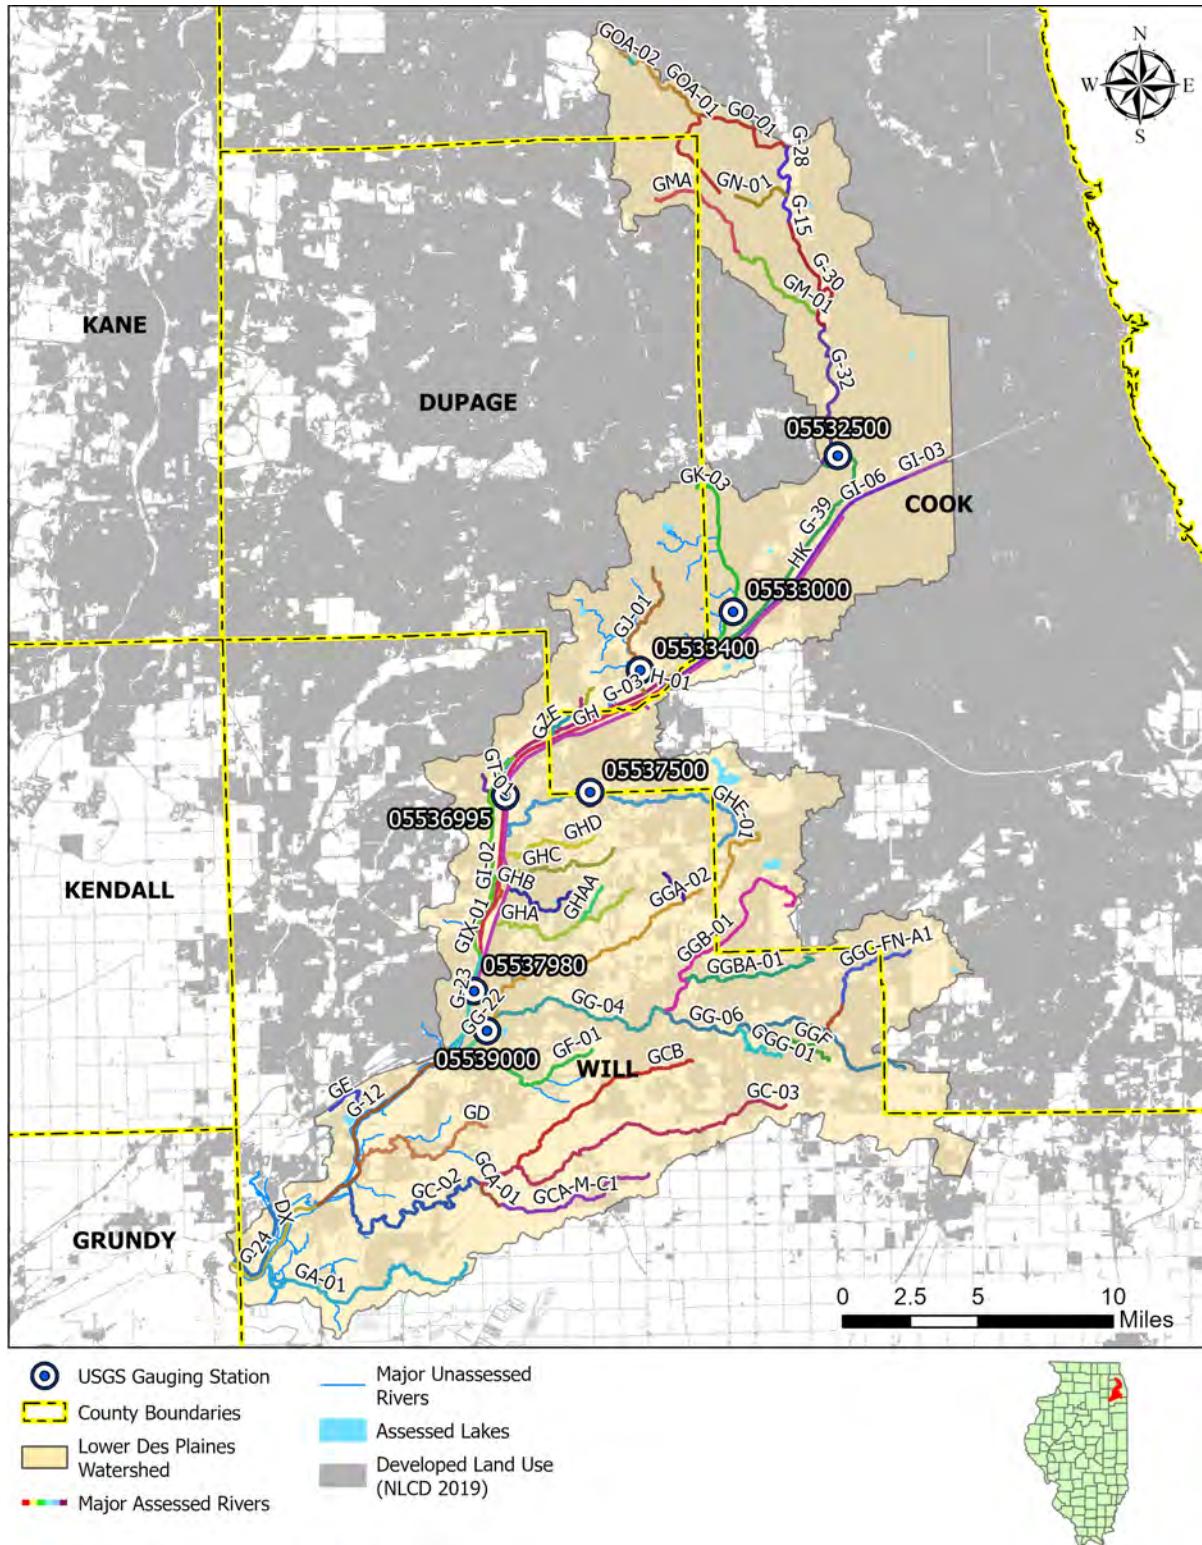 N
W E
S
GOA-02
GOA-01
GO-01
G-28
GMA
GN-01
G-15
G-30
GM-01
KANE
G-32
DUPAGE
05532500
GK-03
GI-03
GI-06
COOK
G-39
HK
05533000
GJ-01
05533400
G-03
H-01
GH
GT-01
05537500
05536995
GHE-01
GHD
GHC
GI-02
GHB
GHA
GHAA
GGA-02
KENDALL
GIX-01
GGB-01
GGC-FN-A1
05537980
GGBA-01
G-23
GG-22
GG-04
GG-06
GGF
GGG-01
05539000
GF-01
WILL
GCB
GE
G-12
GC-03
GD
GCA-01
GC-02
GCA-M-C1
DX
GRUNDY
G-24
GA-01
0 2.5 5 10
Miles
USGS Gauging Station
County Boundaries
Lower Des Plaines
Watershed
Major Assessed Rivers
Major Unassessed
Rivers
Assessed Lakes
Developed Land Use
(NLCD 2019)